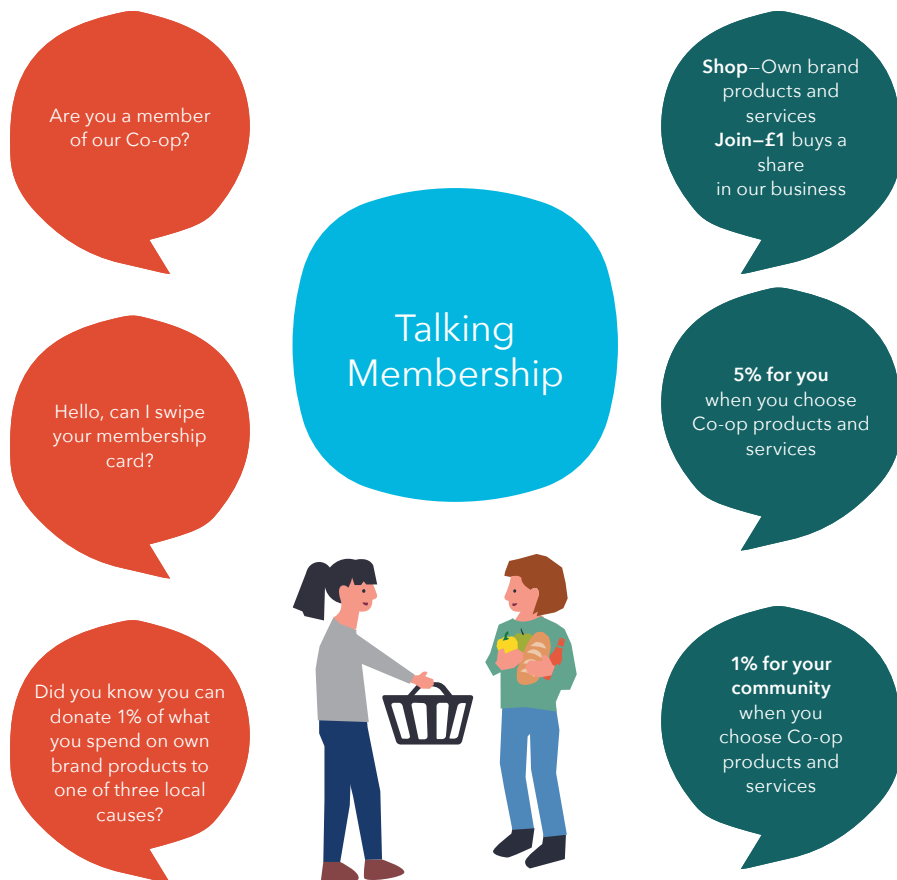 Are you a member
of our Co-op?
Hello, can I swipe
your membership
card?
Did you know you can
donate 1% of what
you spend on own
brand products to
one of three local
causes?
Talking
Membership
Shop—Own brand
products and
services
Join—£1 buys a
share
in our business
5% for you
when you choose
Co-op products and
services
1% for your
community
when you
choose Co-op
products and
services